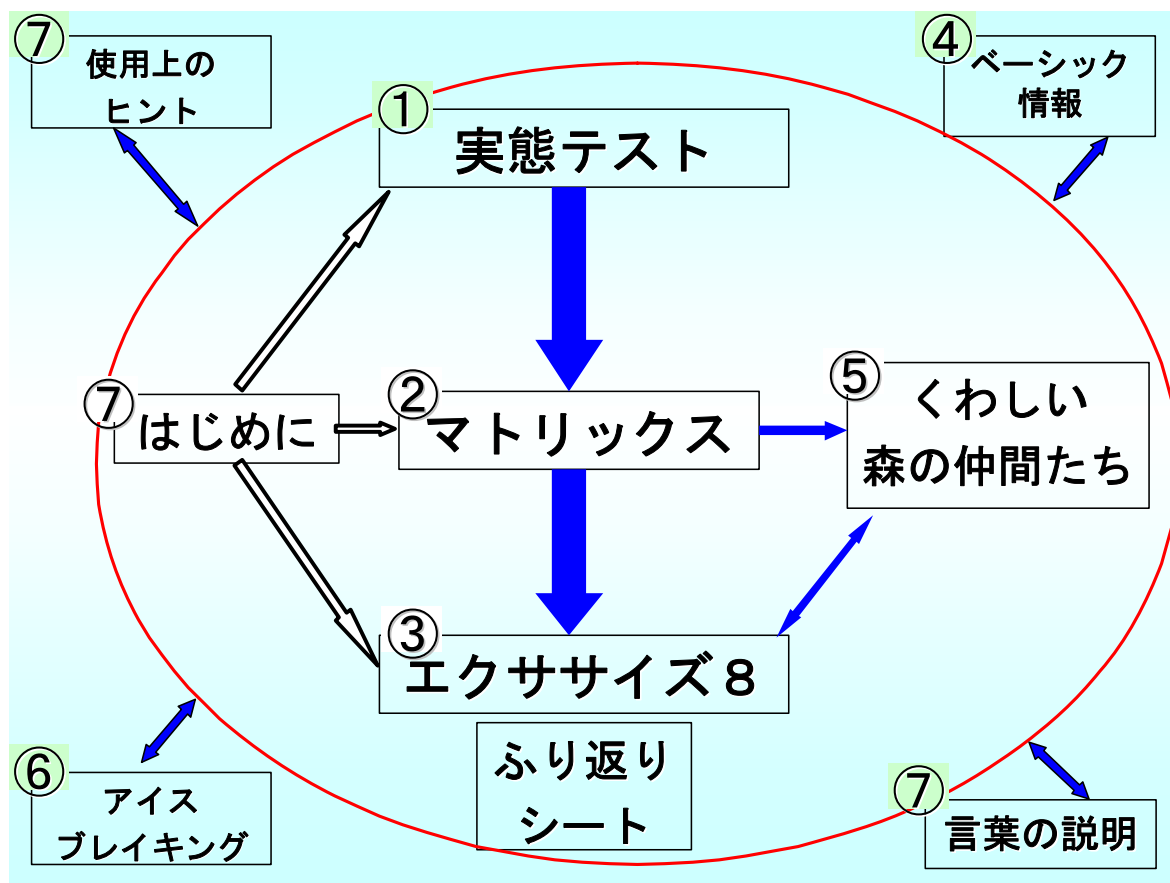 ⑦
使用上の
ヒント
④
ベーシック
情報
①
実態テスト
⑦
はじめに
②
マトリックス
⑤
くわしい
森の仲間たち
③
エクササイズ８
ふり返り
シート
⑥
アイス
ブレイキング
⑦
言葉の説明